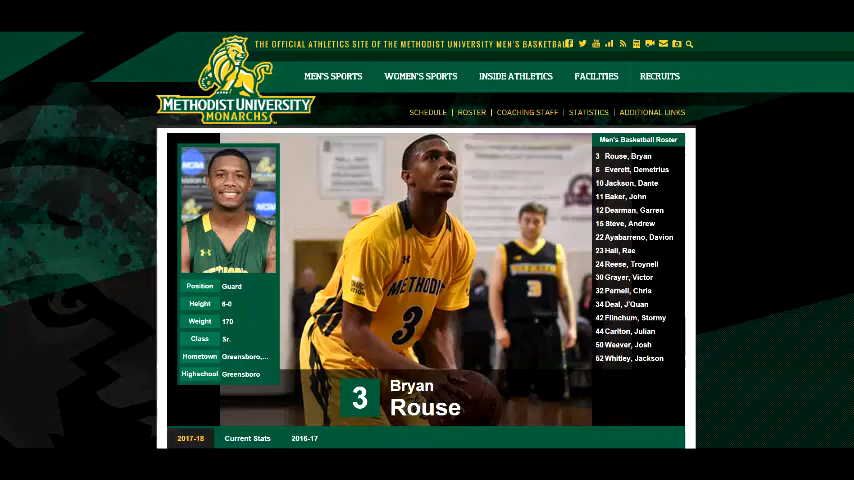 THE OFFICIAL ATHLETICS SITE OF THE METHODIST UNIVERSITY MEN'S BASKETBAL
MEN'S SPORTS
WOMEN'S SPORTS
INSIDE ATHLETICS
FACILITIES
RECRUITS
METHODIST UNIVERSITY
MONARCHS
SCHEDULE | ROSTER | COACHING STAFF | STATISTICS | ADDITIONAL LINKS
NCAA
Position Guard
Height 6-0
Weight 170
Class Sr.
Hometown Greensboro,...
Highschool Greensboro
METHODIST
3
3
3
Bryan
Rouse
Men's Basketball Roster
3 Rouse, Bryan
5 Everett, Demetrius
10 Jackson, Dante
11 Baker, John
12 Dearman, Garren
15 Steve, Andrew
22 Ayabarreno, Davion
23 Hall, Rae
24 Reese, Troynell
30 Grayer, Victor
32 Pernell, Chris
34 Deal, J'Quan
42 Flinchum, Stormy
44 Carlton, Julian
50 Weever, Josh
52 Whitley, Jackson
2017-18
Current Stats
2016-17